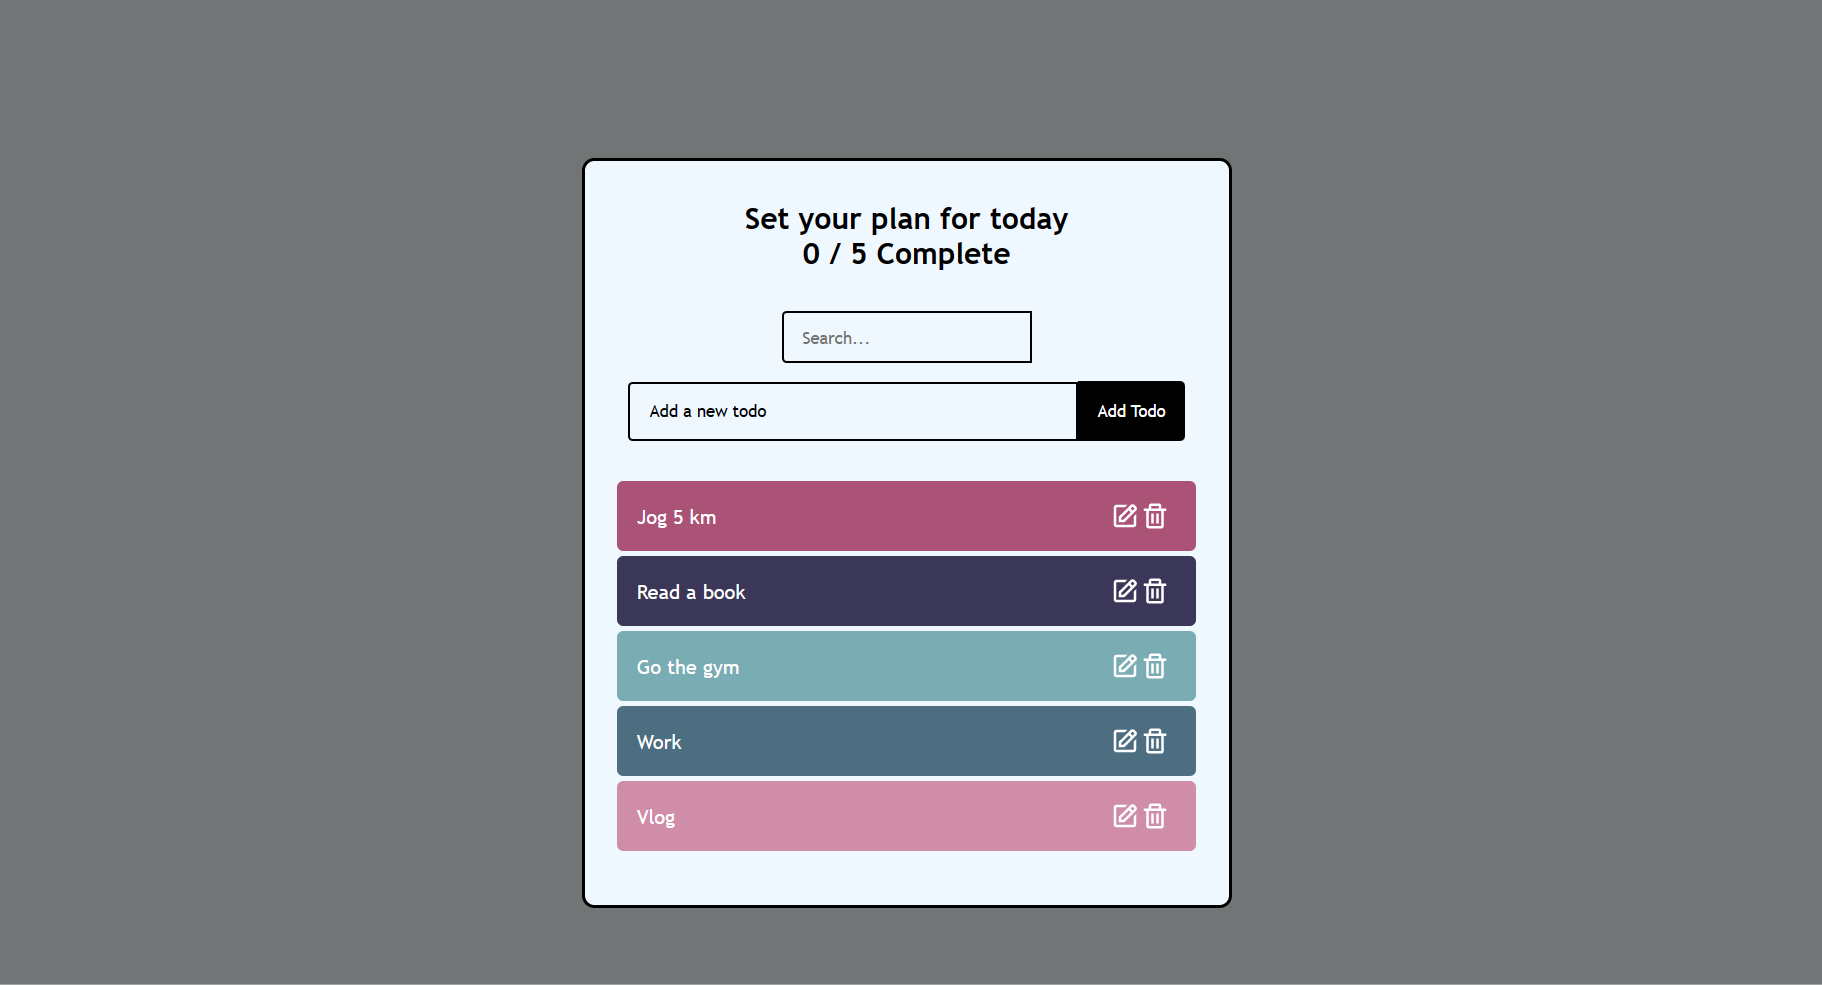 Set your plan for today
0 / 5 Complete
Search...
Add a new todo
Add Todo
Jog 5 km
Read a book
Go the gym
Work
Vlog